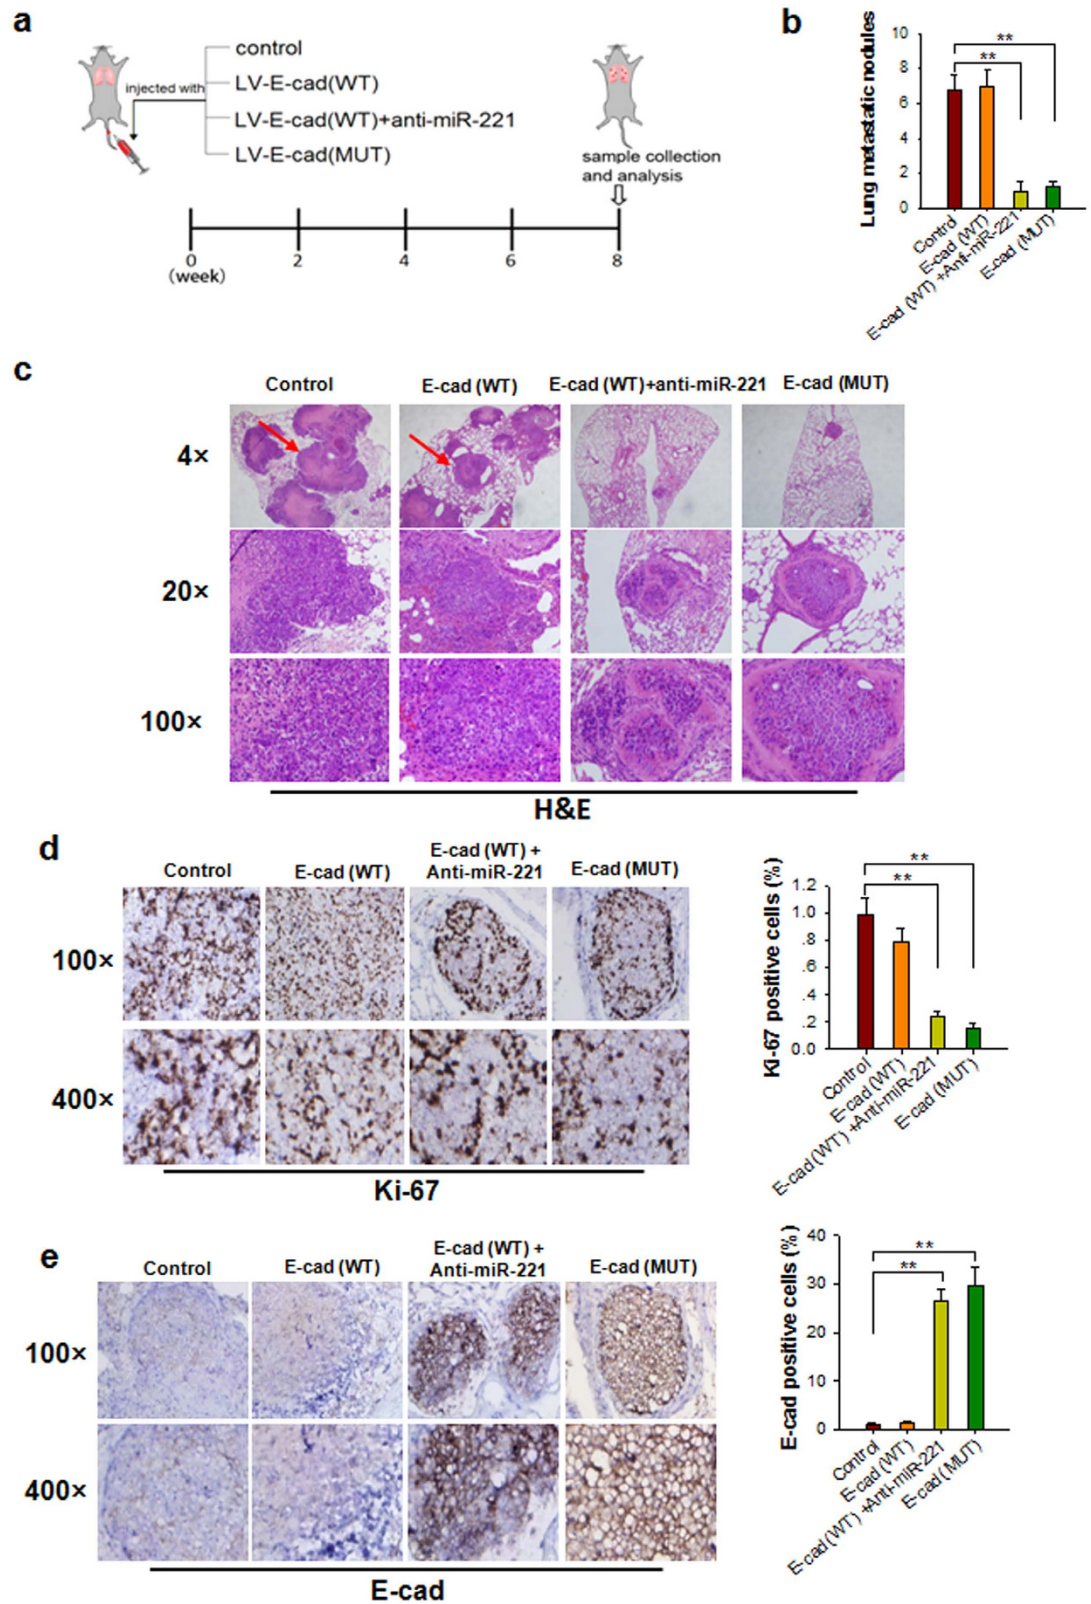 a
control
LV-E-cad(WT)
injected with
LV-E-cad(WT)+anti-miR-221
LV-E-cad(MUT)
sample collection
and analysis
0
2
4
6
8
(week)
b
Lung metastatic nodules
10
8
6
4
2
0
**
**
Control
E-cad (WT)
E-cad (WT) +Anti-miR-221
E-cad (MUT)
c
Control
E-cad (WT)
E-cad (WT)+anti-miR-221
E-cad (MUT)
4×
20×
100×
H&E
d
Control
E-cad (WT)
E-cad (WT) +
Anti-miR-221
E-cad (MUT)
100×
400×
Ki-67
Ki-67 positive cells (%)
1.2
1.0
.8
.6
.4
.2
0.0
**
**
Control
E-cad (WT)
E-cad (WT) +Anti-miR-221
E-cad (MUT)
e
Control
E-cad (WT)
E-cad (WT) +
Anti-miR-221
E-cad (MUT)
100×
400×
E-cad
E-cad positive cells (%)
40
30
20
10
0
**
**
Control
E-cad (WT)
E-cad (WT) +Anti-miR-221
E-cad ( MUT)